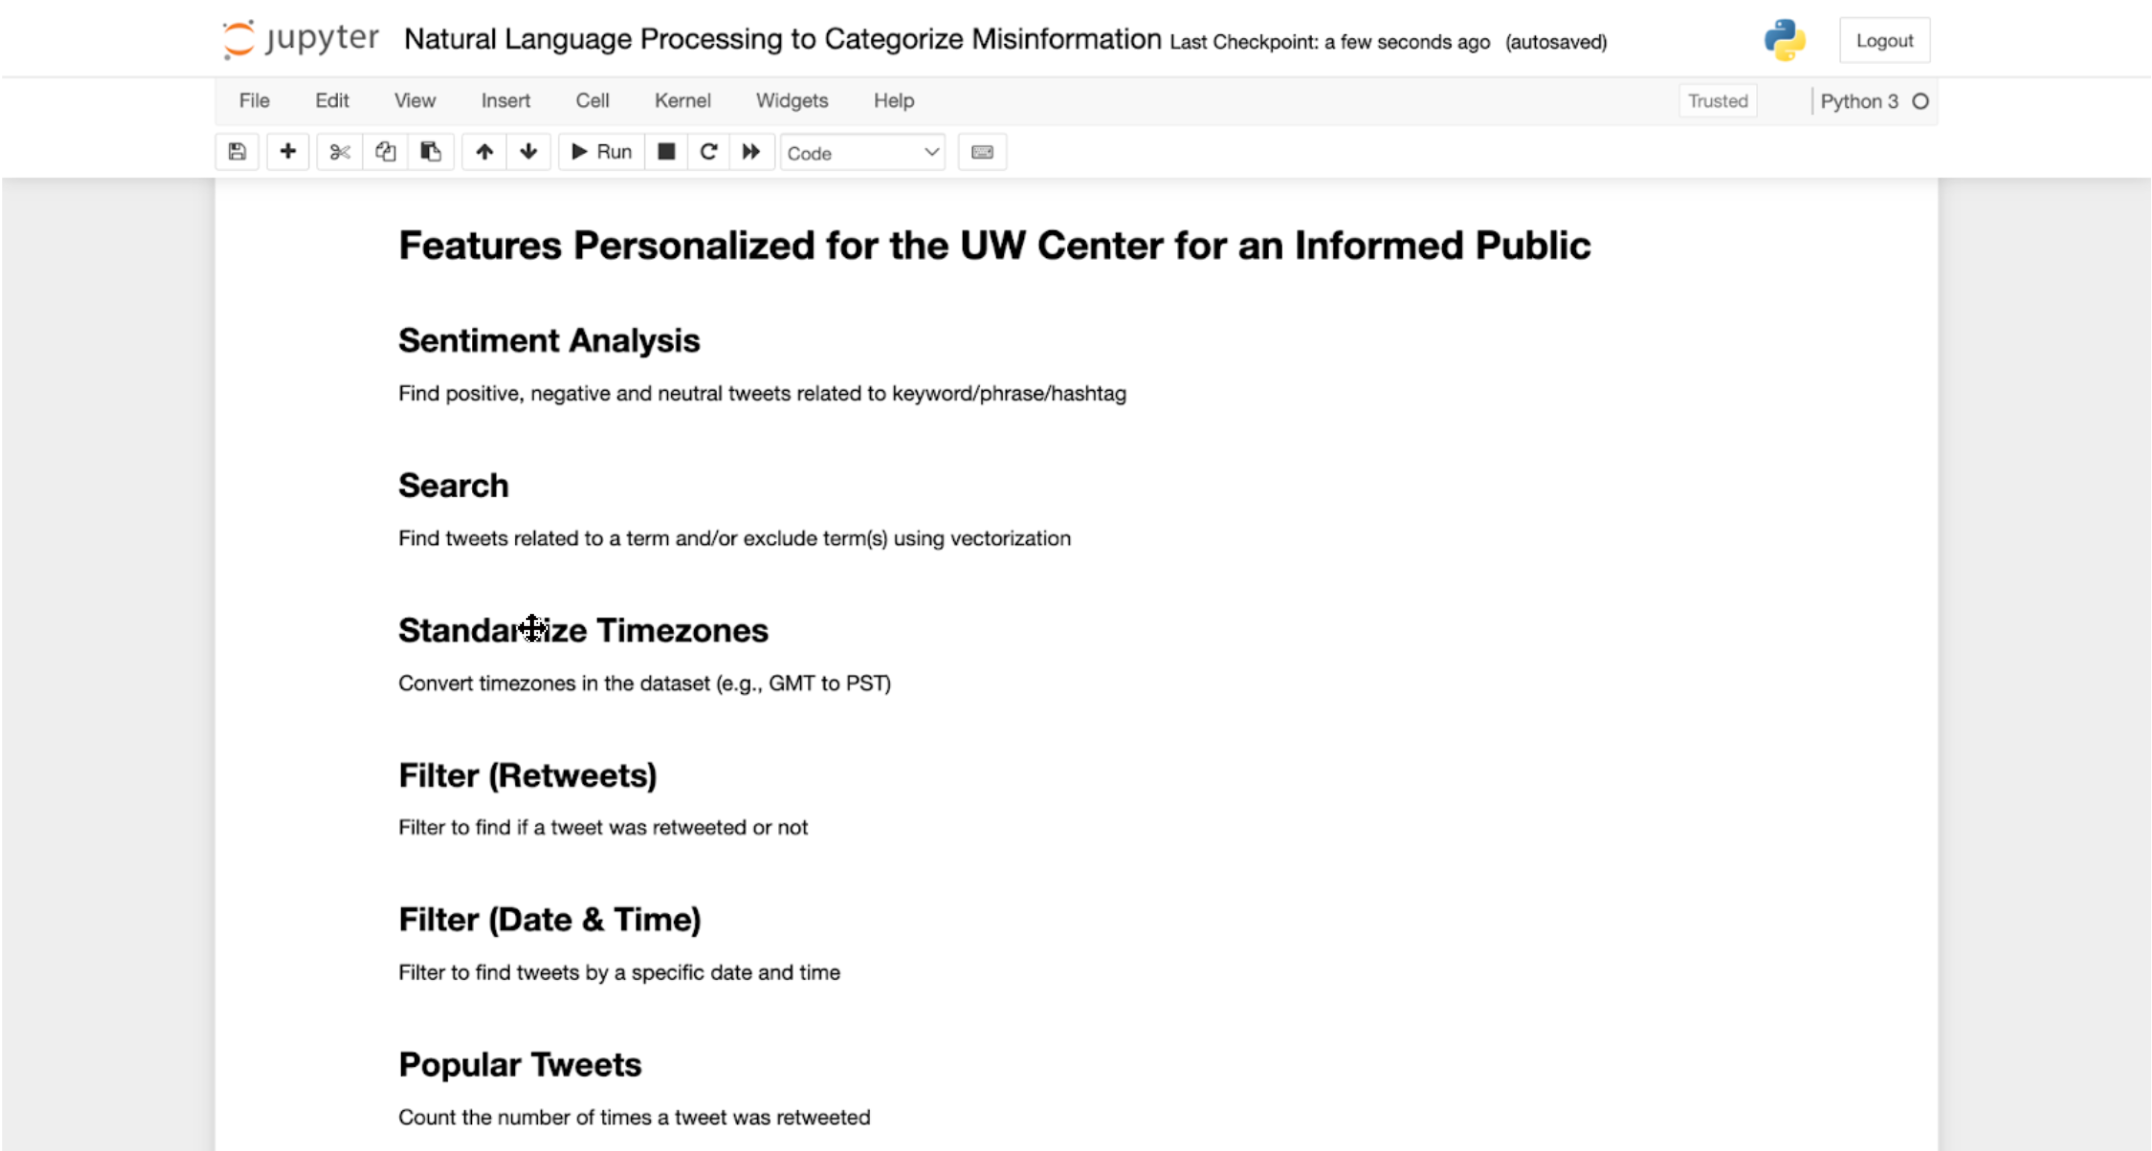 jupyter Natural Language Processing to Categorize Misinformation Last Checkpoint: a few seconds ago (autosaved) Logout
File Edit View Insert Cell Kernel Widgets Help Trusted Python 3
Run Code
Features Personalized for the UW Center for an Informed Public
Sentiment Analysis
Find positive, negative and neutral tweets related to keyword/phrase/hashtag
Search
Find tweets related to a term and/or exclude term(s) using vectorization
Standardize Timezones
Convert timezones in the dataset (e.g., GMT to PST)
Filter (Retweets)
Filter to find if a tweet was retweeted or not
Filter (Date & Time)
Filter to find tweets by a specific date and time
Popular Tweets
Count the number of times a tweet was retweeted